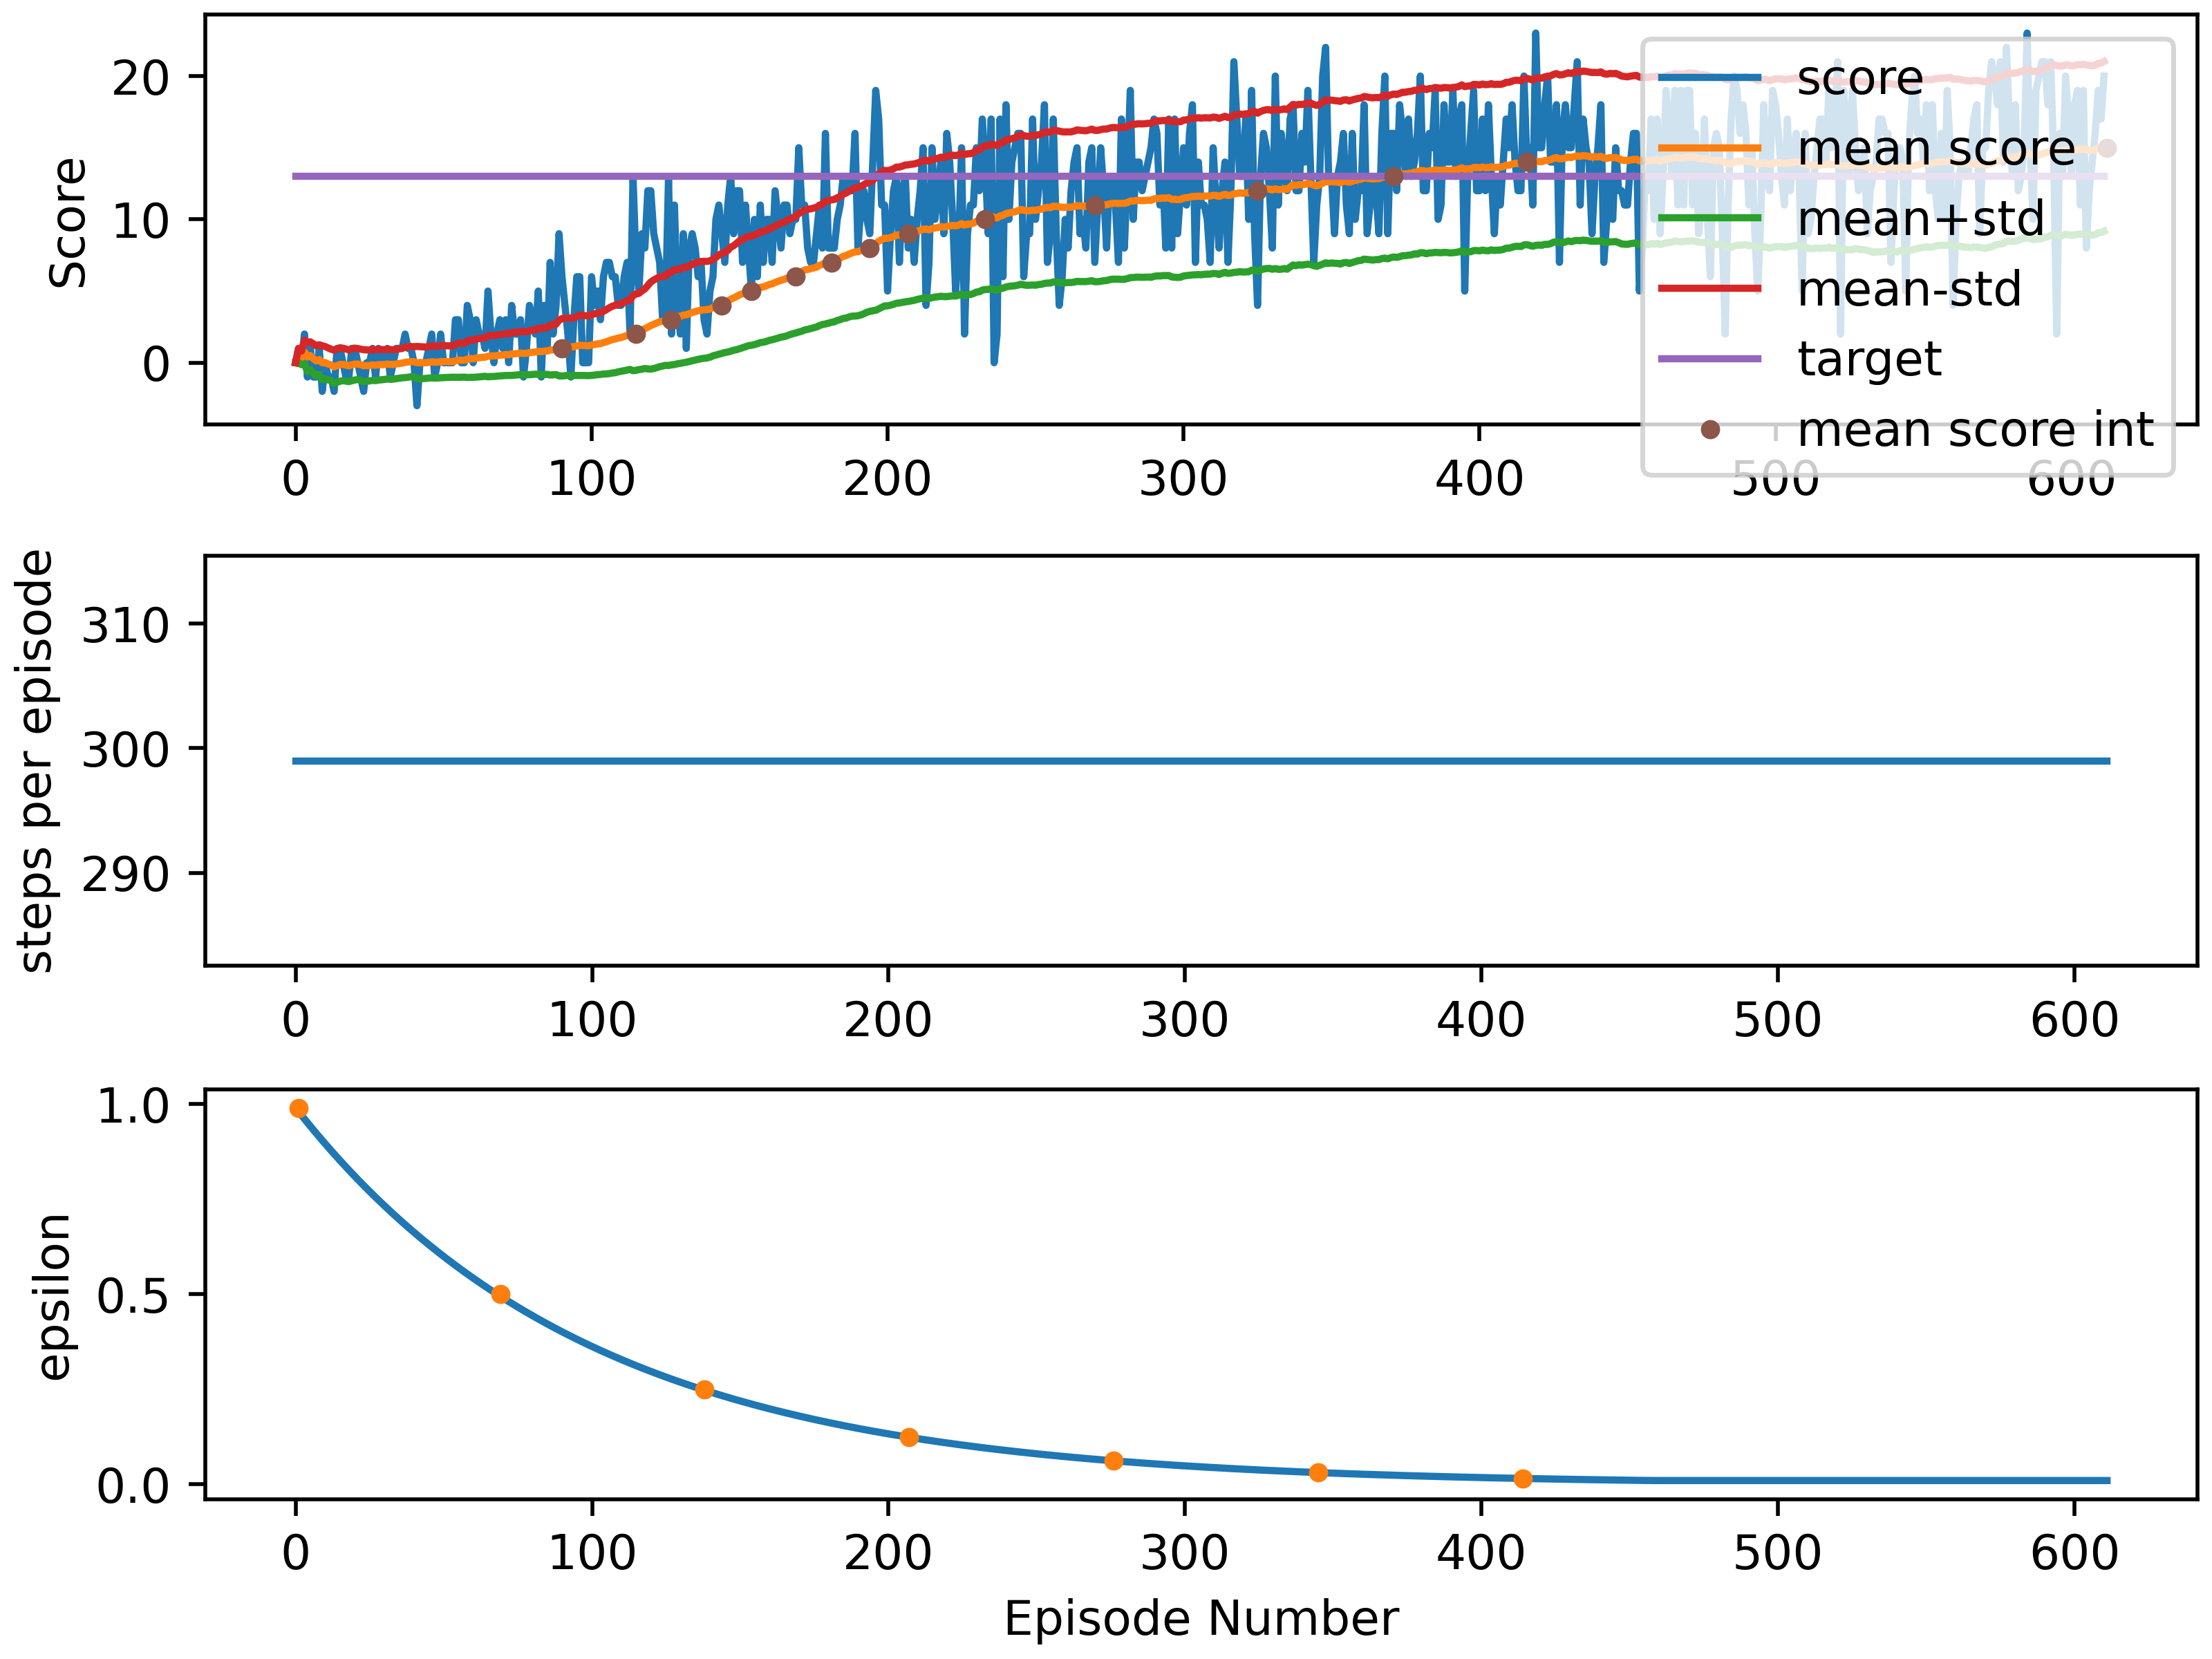 Score
20
10
0
0 100 200 300 400 500 600
score
mean score
mean+std
mean-std
target
mean score int
steps per episode
310
300
290
0 100 200 300 400 500 600
epsilon
1.0
0.5
0.0
0 100 200 300 400 500 600
Episode Number